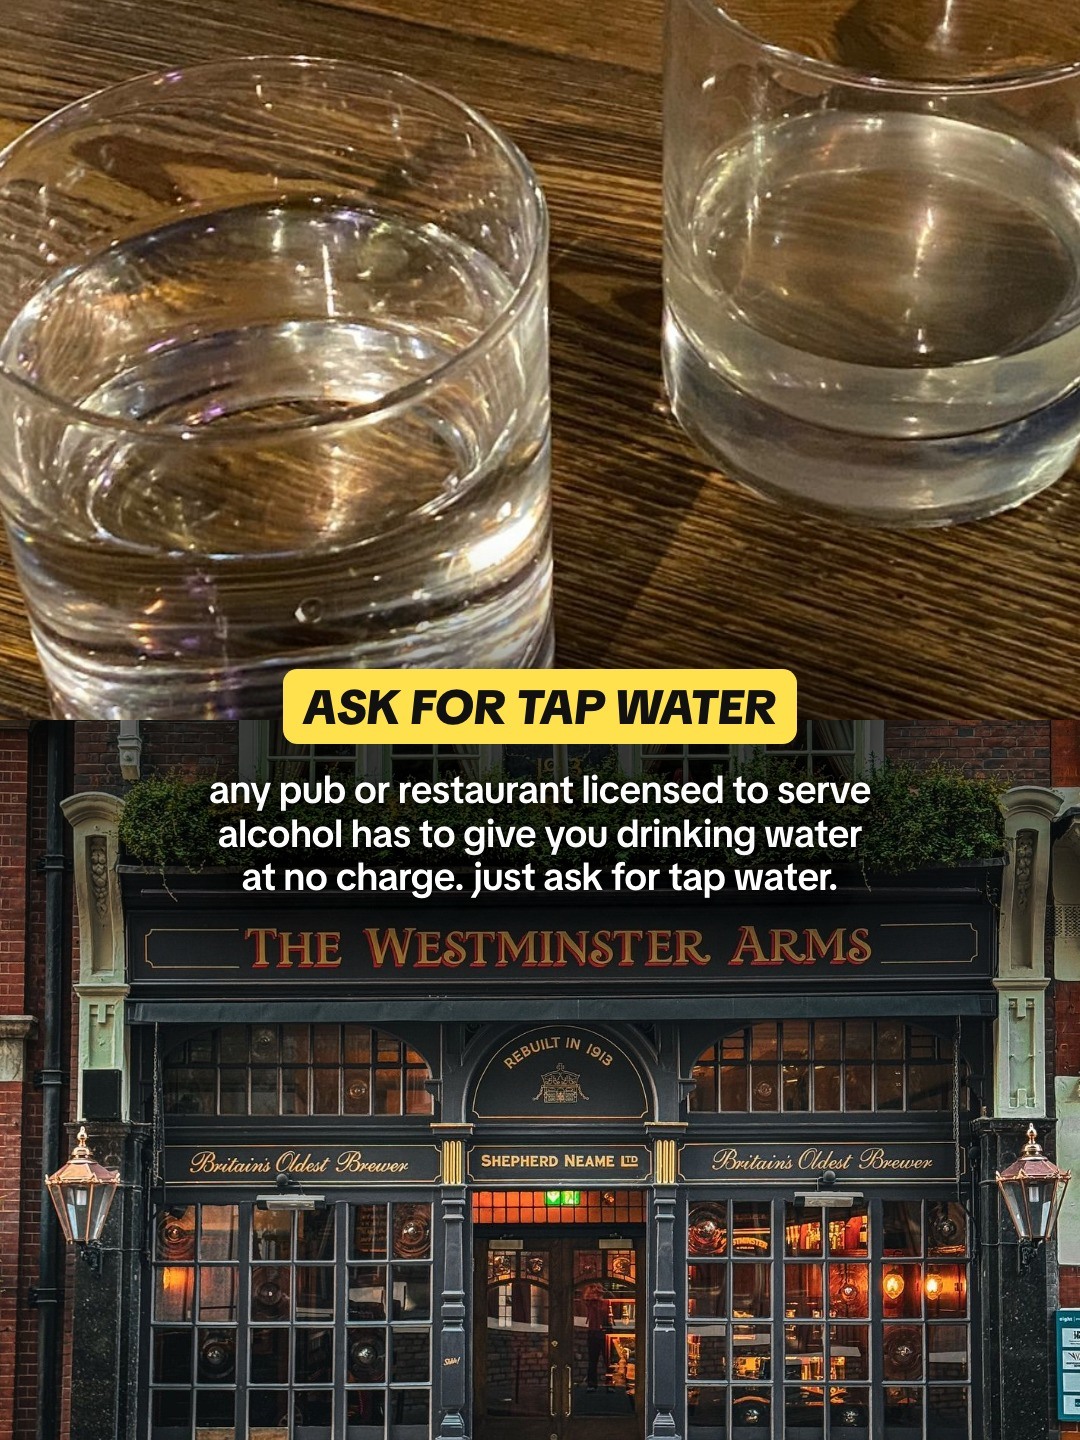 ASK FOR TAP WATER
any pub or restaurant licensed to serve
alcohol has to give you drinking water
at no charge. just ask for tap water.
THE WESTMINSTER ARMS
REBUILT IN 1913
Britain's Oldest Brewer
SHEPHERD NEAME LTD
Britain's Oldest Brewer